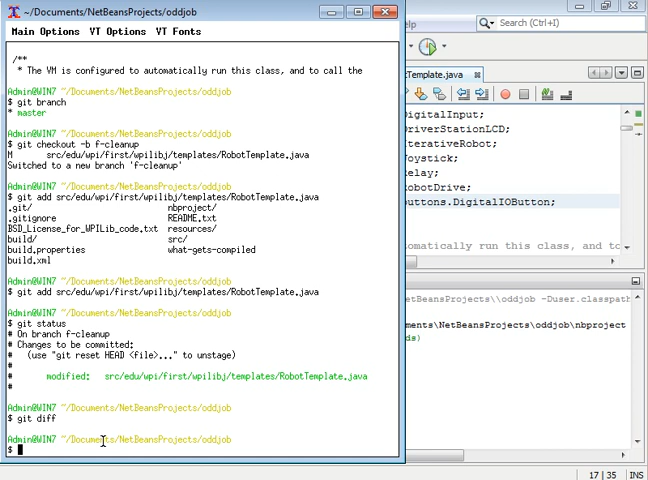 ~/Documents/NetBeansProjects/oddjob
Main Options VT Options VT Fonts
/**
* The VM is configured to automatically run this class, and to call the
Admin@WIN7 ~/Documents/NetBeansProjects/oddjob
$ git branch
* master
Admin@WIN7 ~/Documents/NetBeansProjects/oddjob
$ git checkout -b f-cleanup
M src/edu/wpi/first/wpilibj/templates/RobotTemplate.java
Switched to a new branch 'f-cleanup'
Admin@WIN7 ~/Documents/NetBeansProjects/oddjob
$ git add src/edu/wpi/first/wpilibj/templates/RobotTemplate.java
.git/ nbproject/
.gitignore README.txt
BSD_License_for_WPILib_code.txt resources/
build/ src/
build.properties what-gets-compiled
build.xml
Admin@WIN7 ~/Documents/NetBeansProjects/oddjob
$ git add src/edu/wpi/first/wpilibj/templates/RobotTemplate.java
Admin@WIN7 ~/Documents/NetBeansProjects/oddjob
$ git status
# On branch f-cleanup
# Changes to be committed:
# (use "git reset HEAD <file>..." to unstage)
#
# modified: src/edu/wpi/first/wpilibj/templates/RobotTemplate.java
#
Admin@WIN7 ~/Documents/NetBeansProjects/oddjob
$ git diff
Admin@WIN7 ~/Documents/NetBeansProjects/oddjob
$
elp
Search (Ctrl+I)
Template.java
DigitalInput;
DriverStationLCD;
IterativeRobot;
Joystick;
Relay;
RobotDrive;
buttons.DigitalIOButton;
omatically run this class, and to
etBeansProjects\\oddjob -Duser.classpath
ments\NetBeansProjects\oddjob\nbproject
ds)
17 | 35 INS